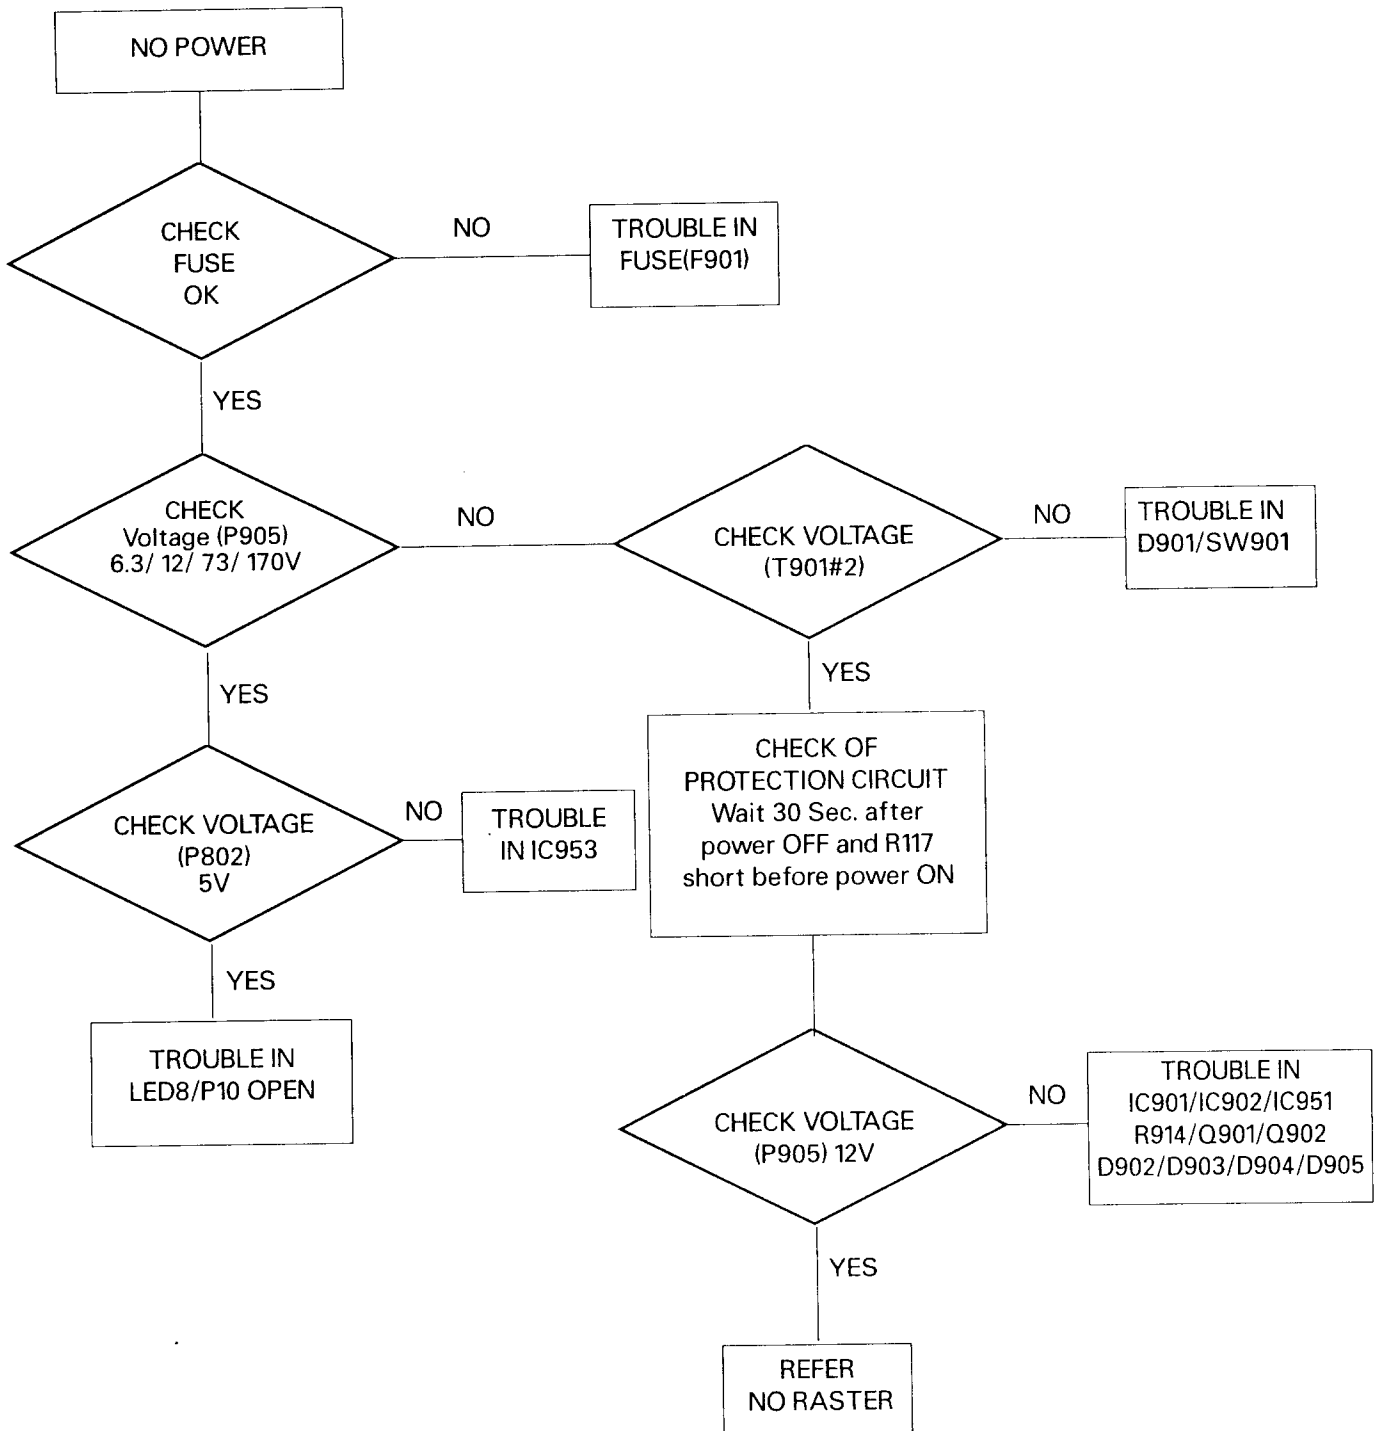 NO POWER
CHECK
FUSE
OK
NO
TROUBLE IN
FUSE(F901)
YES
CHECK
Voltage (P905)
6.3/ 12/ 73/ 170V
NO
CHECK VOLTAGE
(T901#2)
NO
TROUBLE IN
D901/SW901
YES
YES
CHECK VOLTAGE
(P802)
5V
NO
TROUBLE
IN IC953
CHECK OF
PROTECTION CIRCUIT
Wait 30 Sec. after
power OFF and R117
short before power ON
YES
TROUBLE IN
LED8/P10 OPEN
CHECK VOLTAGE
(P905) 12V
NO
TROUBLE IN
IC901/IC902/IC951
R914/Q901/Q902
D902/D903/D904/D905
YES
REFER
NO RASTER